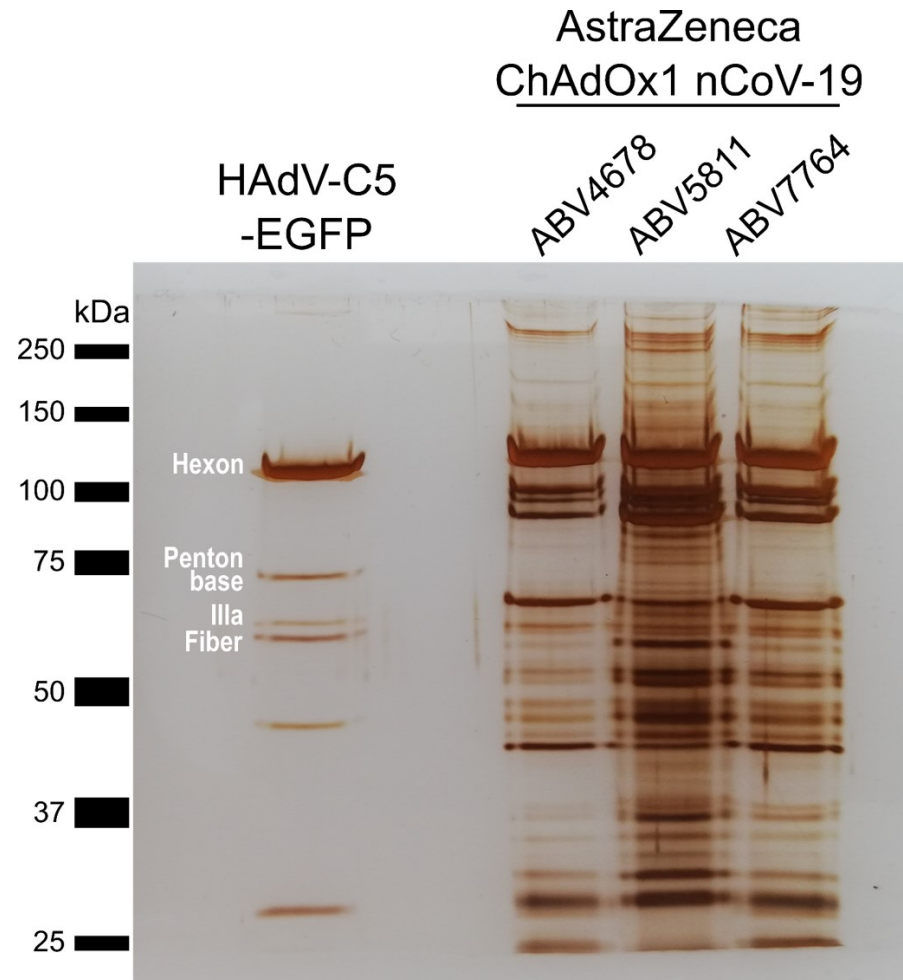 AstraZeneca
ChAdOx1 nCoV-19
HAdV-C5
-EGFP
ABV4678
ABV5811
ABV7764
kDa
250
150
Hexon
100
75
Penton
base
IIIa
Fiber
50
37
25